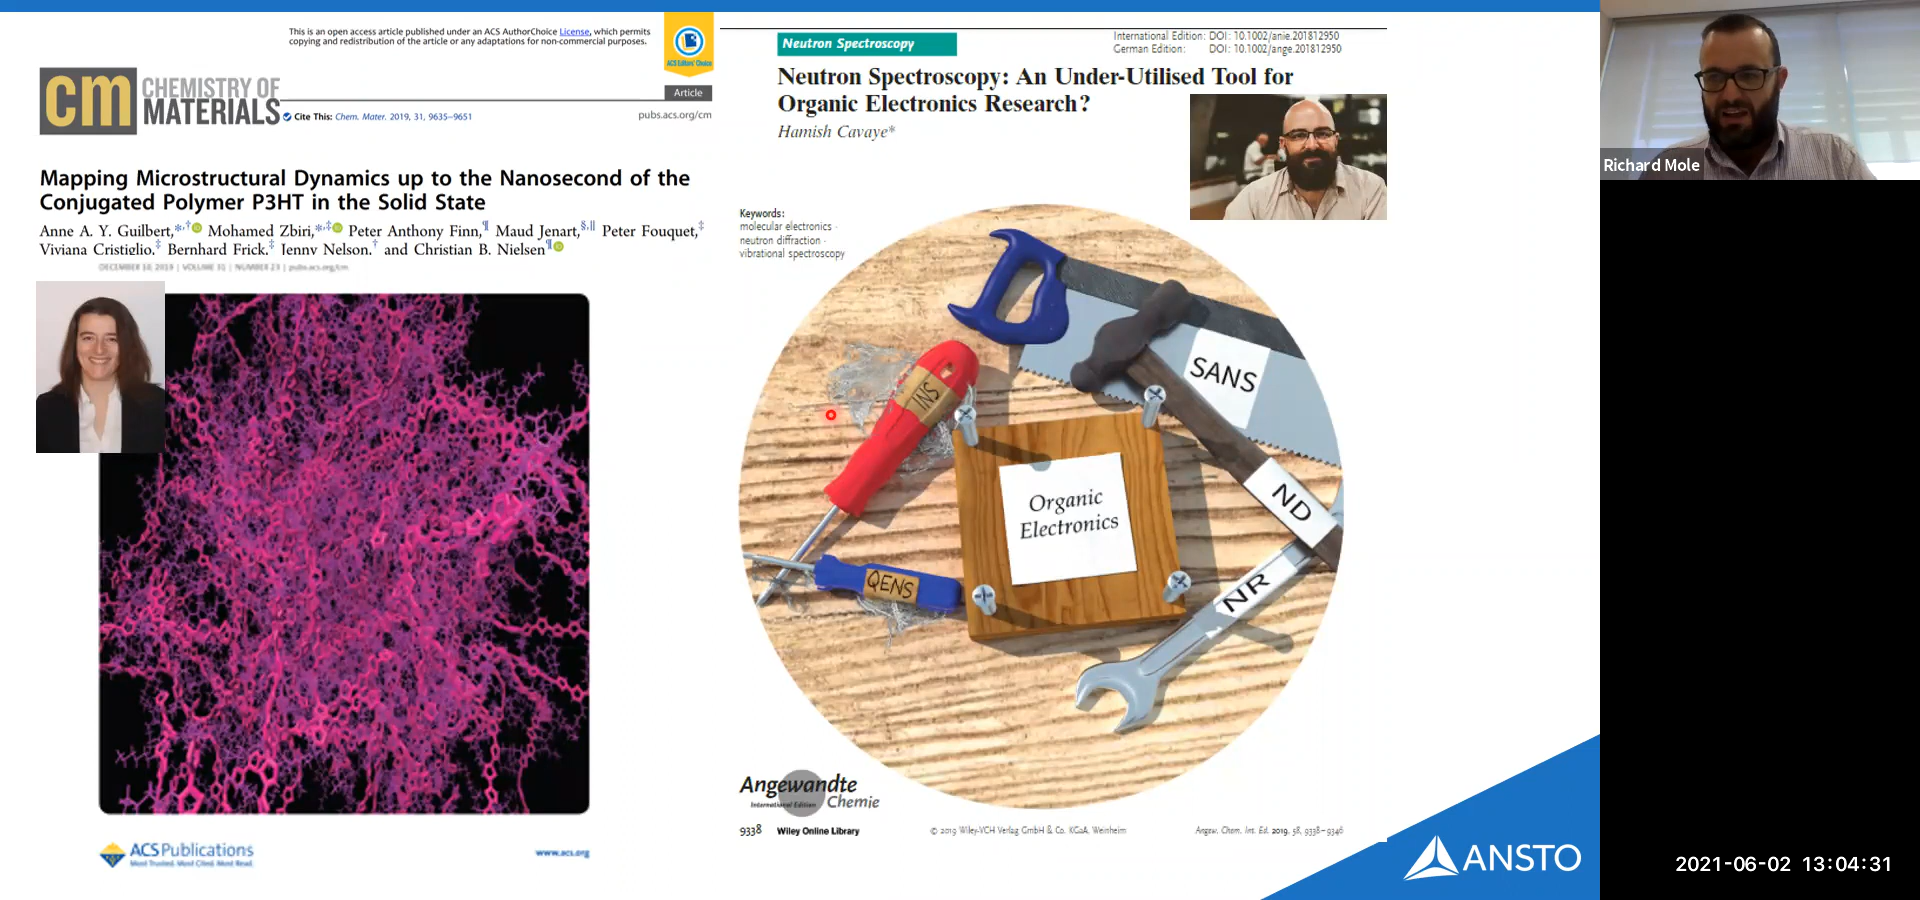 This is an open access article published under an ACS AuthorChoice License, which permits
copying and redistribution of the article or any adaptations for non-commercial purposes.
ACS Editors' Choice
cm CHEMISTRY OF
MATERIALS
Article
Cite This: Chem. Mater. 2019, 31, 9635−9651
pubs.acs.org/cm
Mapping Microstructural Dynamics up to the Nanosecond of the
Conjugated Polymer P3HT in the Solid State
Anne A. Y. Guilbert,*,† Mohamed Zbiri,*,‡ Peter Anthony Finn,¶ Maud Jenart,§,∥ Peter Fouquet,‡
Viviana Cristiglio,‡ Bernhard Frick,‡ Jenny Nelson,† and Christian B. Nielsen¶
DECEMBER 10, 2019 | VOLUME 31 | NUMBER 23 | pubs.acs.org/cm
ACS Publications
Most Trusted. Most Cited. Most Read.
www.acs.org
Neutron Spectroscopy
International Edition: DOI: 10.1002/anie.201812950
German Edition: DOI: 10.1002/ange.201812950
Neutron Spectroscopy: An Under-Utilised Tool for
Organic Electronics Research?
Hamish Cavaye*
Keywords:
molecular electronics ·
neutron diffraction ·
vibrational spectroscopy
SANS
INS
ND
Organic
Electronics
QENS
NR
Angewandte
International Edition Chemie
9338 Wiley Online Library
© 2019 Wiley-VCH Verlag GmbH & Co. KGaA, Weinheim
Angew. Chem. Int. Ed. 2019, 58, 9338–9346
ANSTO
Richard Mole
2021-06-02 13:04:31